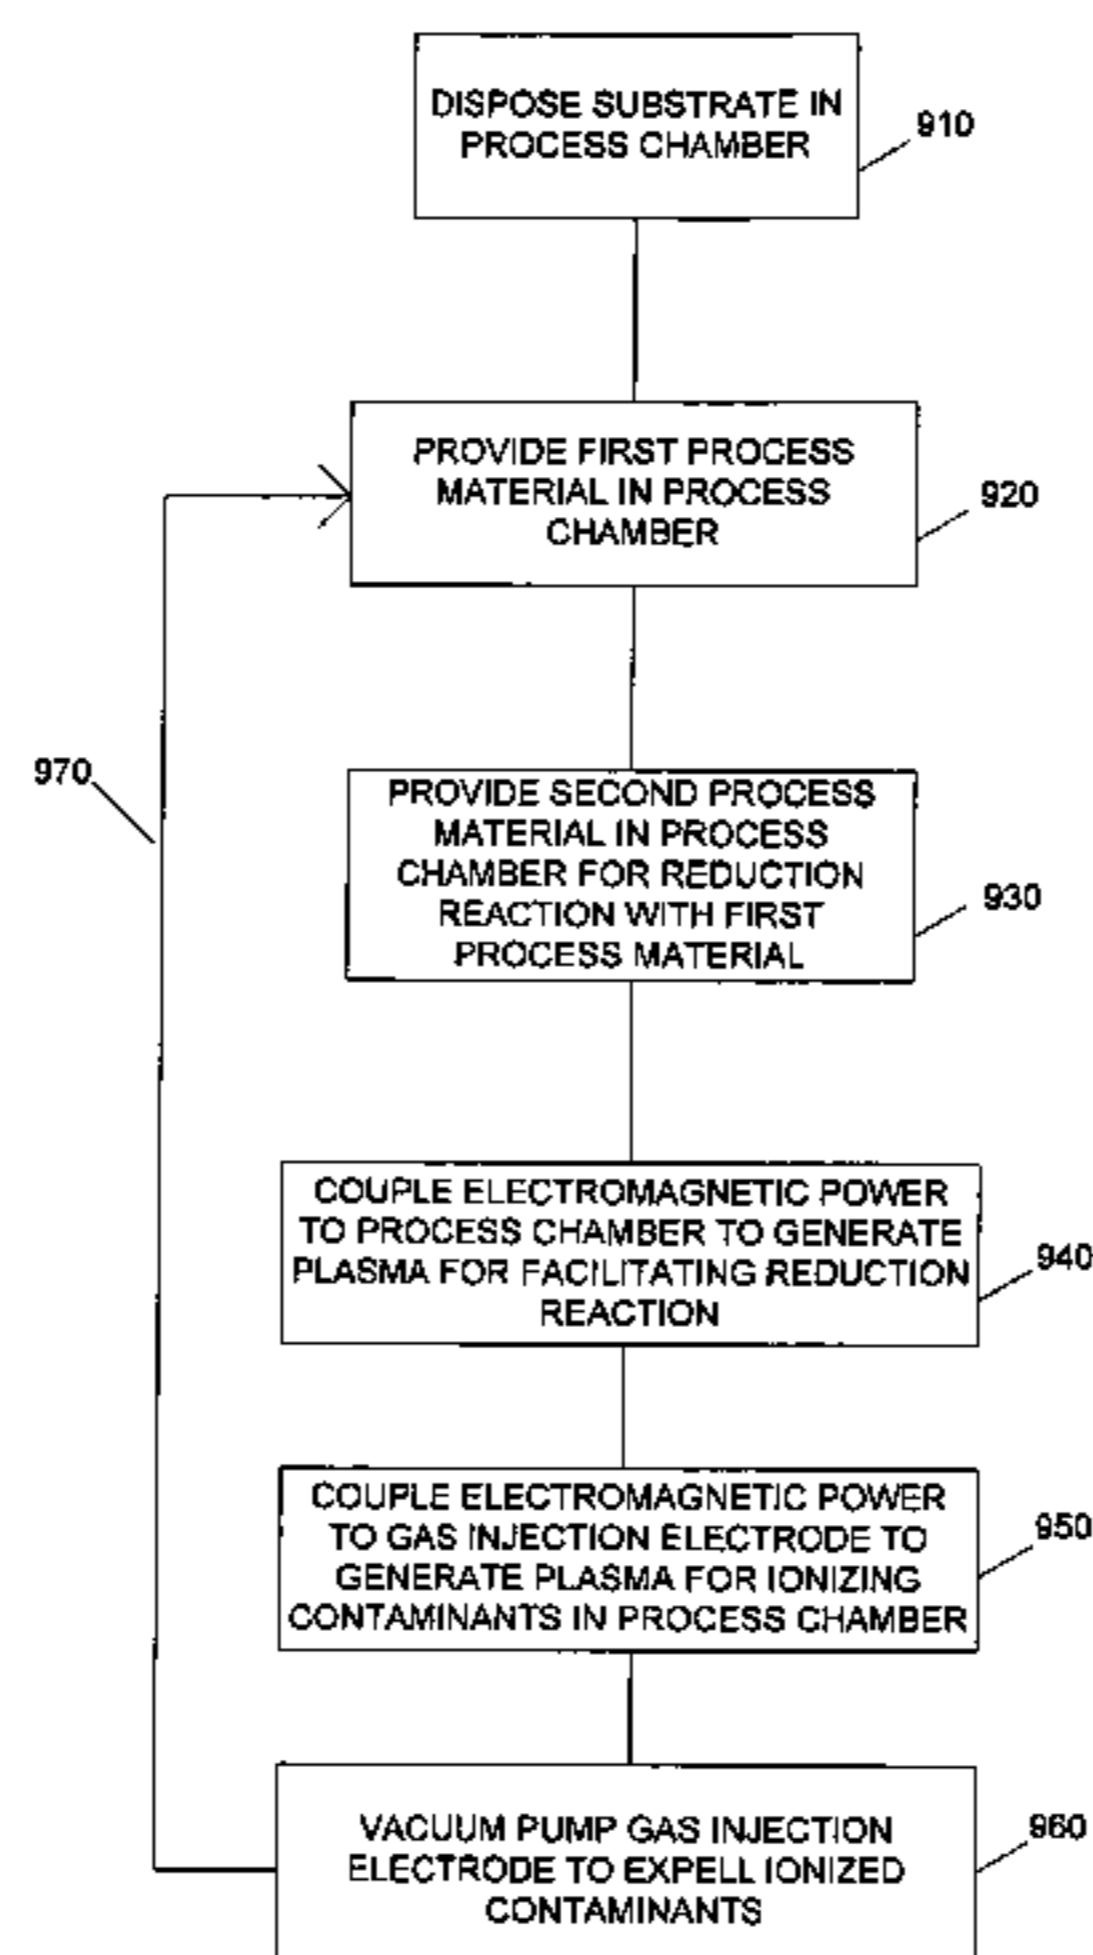 DISPOSE SUBSTRATE IN
PROCESS CHAMBER
910
PROVIDE FIRST PROCESS
MATERIAL IN PROCESS
CHAMBER
920
970
PROVIDE SECOND PROCESS
MATERIAL IN PROCESS
CHAMBER FOR REDUCTION
REACTION WITH FIRST
PROCESS MATERIAL
930
COUPLE ELECTROMAGNETIC POWER
TO PROCESS CHAMBER TO GENERATE
PLASMA FOR FACILITATING REDUCTION
REACTION
940
COUPLE ELECTROMAGNETIC POWER
TO GAS INJECTION ELECTRODE TO
GENERATE PLASMA FOR IONIZING
CONTAMINANTS IN PROCESS CHAMBER
950
VACUUM PUMP GAS INJECTION
ELECTRODE TO EXPELL IONIZED
CONTAMINANTS
960